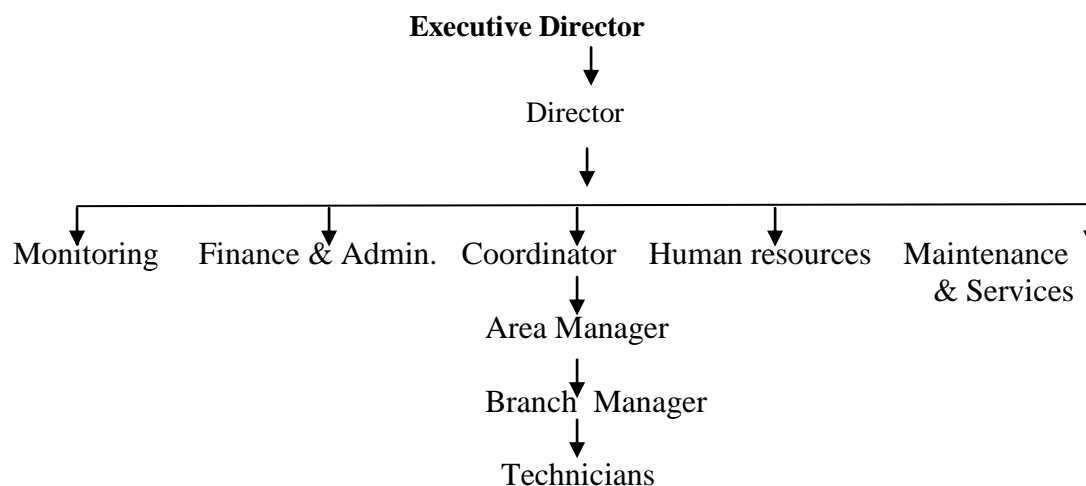 Executive Director
Director
Monitoring Finance & Admin. Coordinator Human resources Maintenance
& Services
Area Manager
Branch Manager
Technicians